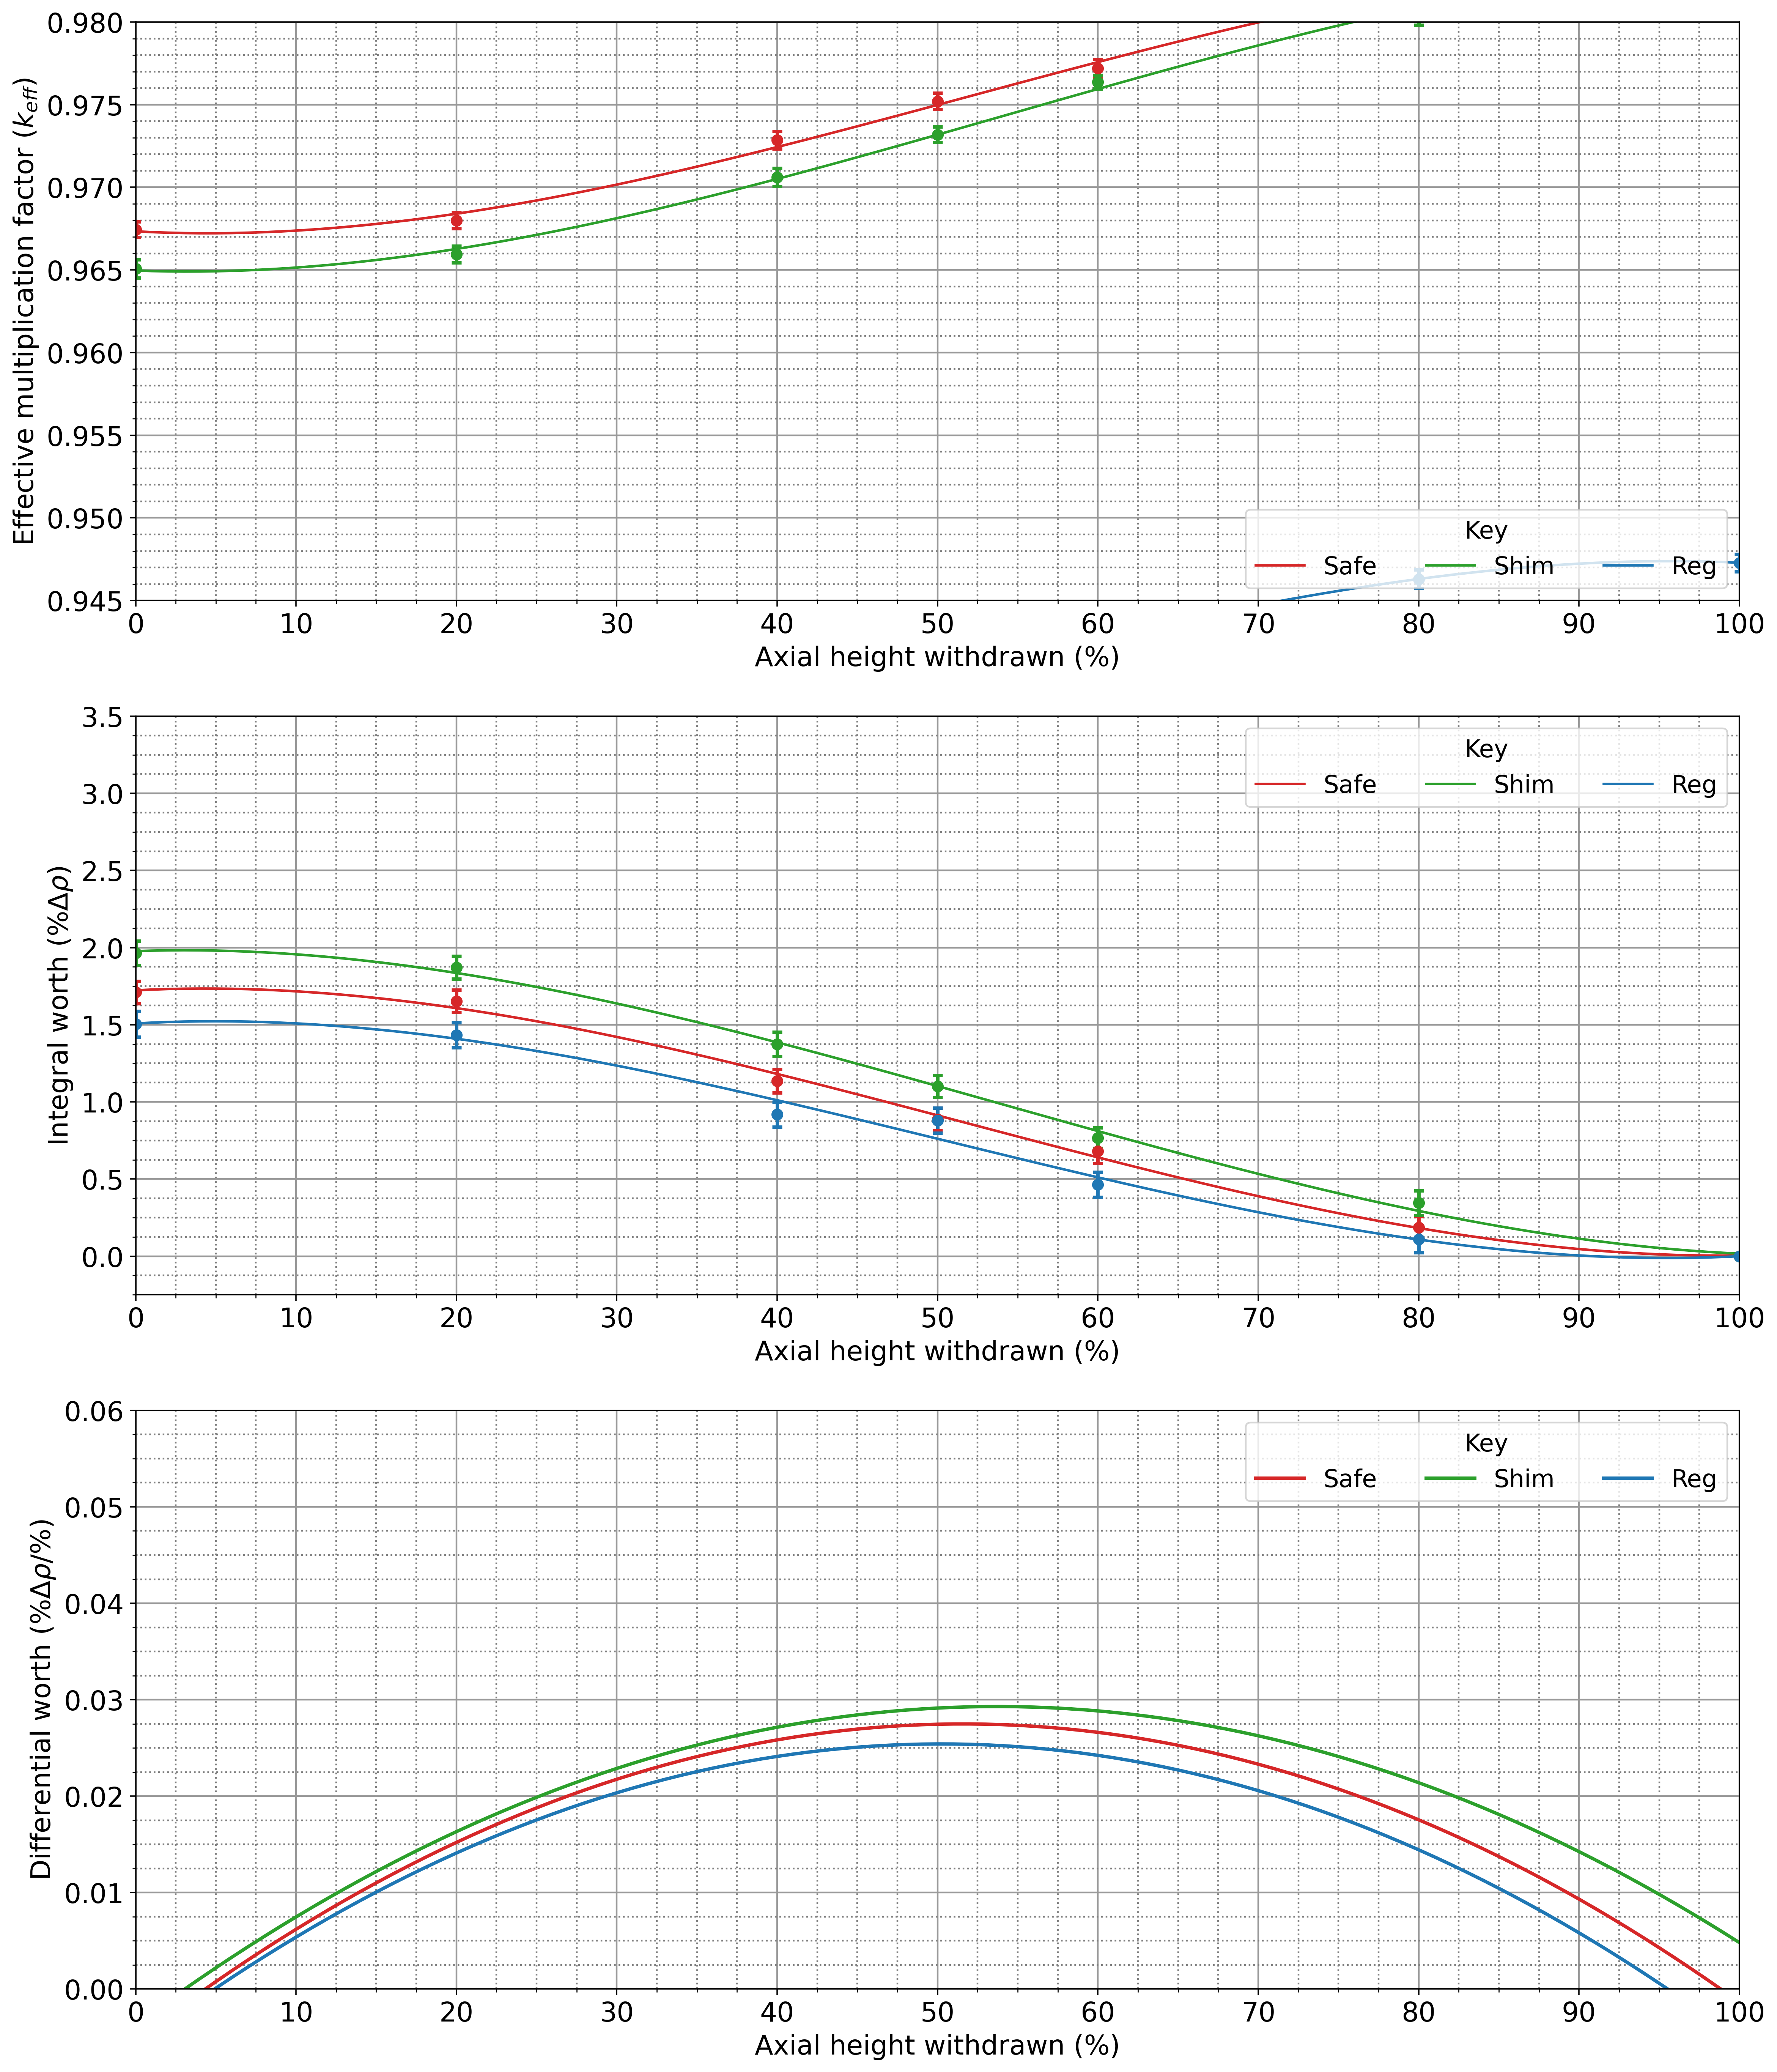 0.980
0.975
0.970
0.965
0.960
0.955
0.950
0.945
Effective multiplication factor (k_eff)
Key
Safe Shim Reg
0 10 20 30 40 50 60 70 80 90 100
Axial height withdrawn (%)
3.5
3.0
2.5
2.0
1.5
1.0
0.5
0.0
Integral worth (%Δρ)
Key
Safe Shim Reg
0 10 20 30 40 50 60 70 80 90 100
Axial height withdrawn (%)
0.06
0.05
0.04
0.03
0.02
0.01
0.00
Differential worth (%Δρ/%)
Key
Safe Shim Reg
0 10 20 30 40 50 60 70 80 90 100
Axial height withdrawn (%)